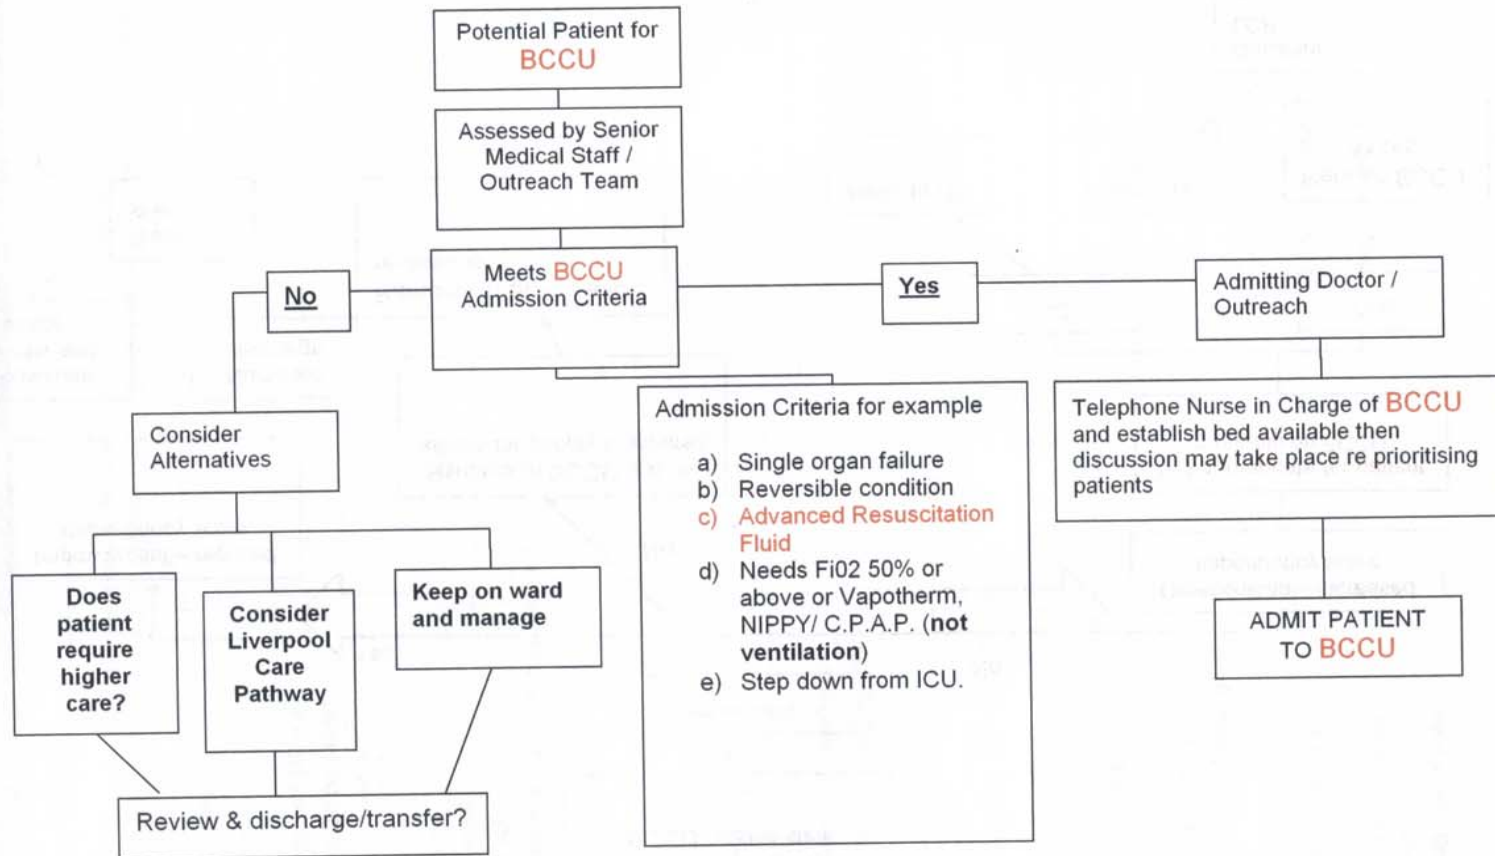 Potential Patient for
BCCU
Assessed by Senior
Medical Staff /
Outreach Team
Meets BCCU
Admission Criteria
No
Yes
Admitting Doctor /
Outreach
Consider
Alternatives
Admission Criteria for example
a) Single organ failure
b) Reversible condition
c) Advanced Resuscitation
Fluid
d) Needs Fi02 50% or
above or Vapotherm,
NIPPY/ C.P.A.P. (not
ventilation)
e) Step down from ICU.
Telephone Nurse in Charge of BCCU
and establish bed available then
discussion may take place re prioritising
patients
Does
patient
require
higher
care?
Consider
Liverpool
Care
Pathway
Keep on ward
and manage
ADMIT PATIENT
TO BCCU
Review & discharge/transfer?